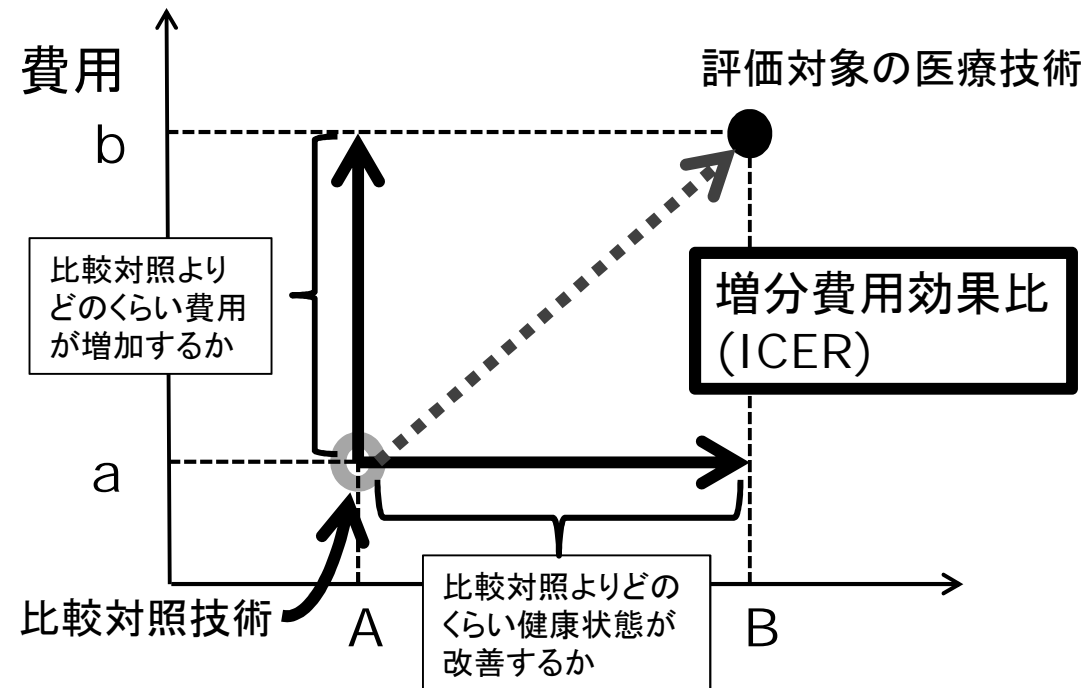 費用
評価対象の医療技術
b
比較対照より
どのくらい費用
が増加するか
増分費用効果比
(ICER)
a
比較対照技術
A
比較対照よりどの
くらい健康状態が
改善するか
B